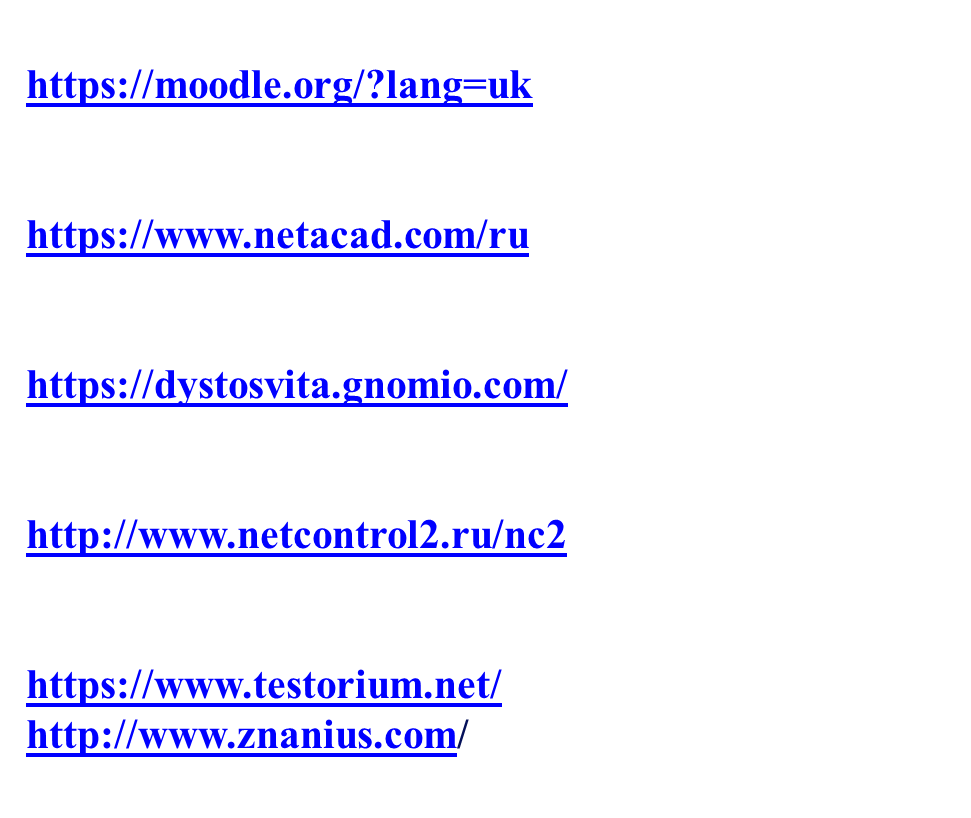 https://moodle.org/?lang=uk
https://www.netacad.com/ru
https://dystosvita.gnomio.com/
http://www.netcontrol2.ru/nc2
https://www.testorium.net/
http://www.znanius.com/